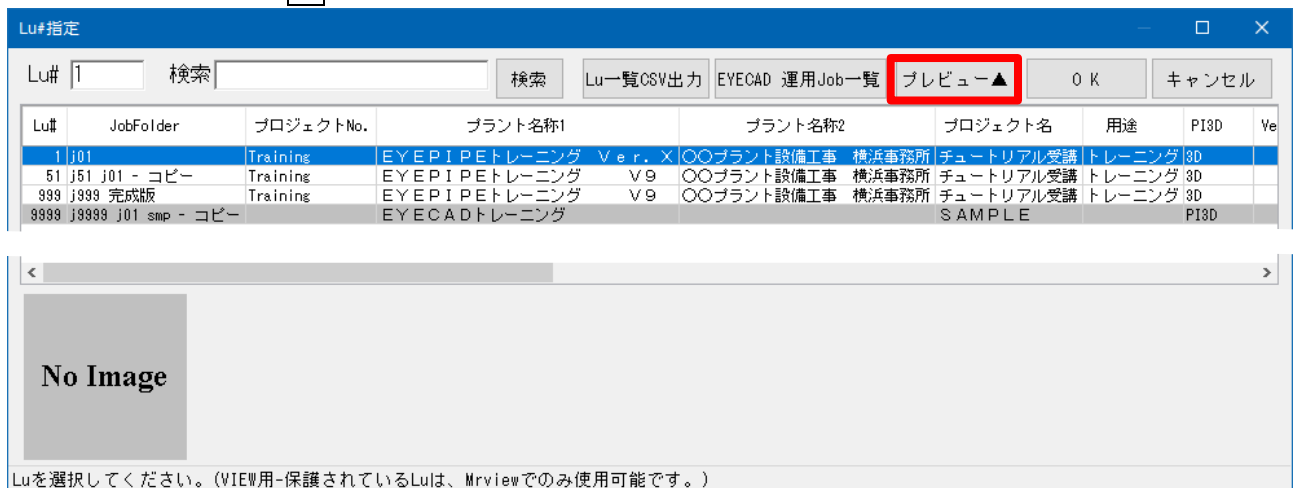 Lu#指定
Lu# 1 検索 検索 Lu一覧CSV出力 EYECAD 運用Job一覧 プレビュー▲ OK キャンセル
Lu# JobFolder プロジェクトNo. プラント名称1 プラント名称2 プロジェクト名 用途 PI3D Ve
1 j01 Training EYEPIPEトレーニング Ver.X 〇〇プラント設備工事 横浜事務所 チュートリアル受講 トレーニング 3D
51 j51 j01 - コピー Training EYEPIPEトレーニング V9 〇〇プラント設備工事 横浜事務所 チュートリアル受講 トレーニング 3D
999 j999 完成版 Training EYEPIPEトレーニング V9 〇〇プラント設備工事 横浜事務所 チュートリアル受講 トレーニング 3D
9999 j9999 j01 smp - コピー EYECADトレーニング SAMPLE PI3D
No Image
Luを選択してください。(VIEW用-保護されているLuは、Mrviewでのみ使用可能です。)